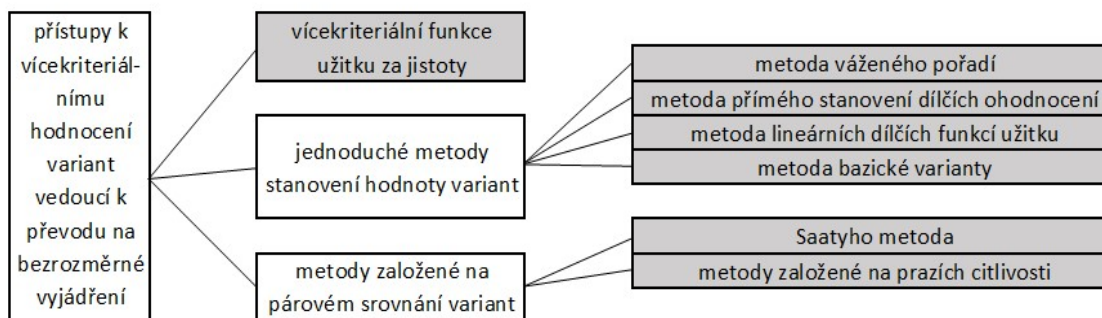 přístupy k
vícekriteriál-
nímu
hodnocení
variant
vedoucí k
převodu na
bezrozměrné
vyjádření
vícekriteriální funkce
užitku za jistoty
jednoduché metody
stanovení hodnoty variant
metody založené na
párovém srovnání variant
metoda váženého pořadí
metoda přímého stanovení dílčích ohodnocení
metoda lineárních dílčích funkcí užitku
metoda bazické varianty
Saatyho metoda
metody založené na prazích citlivosti